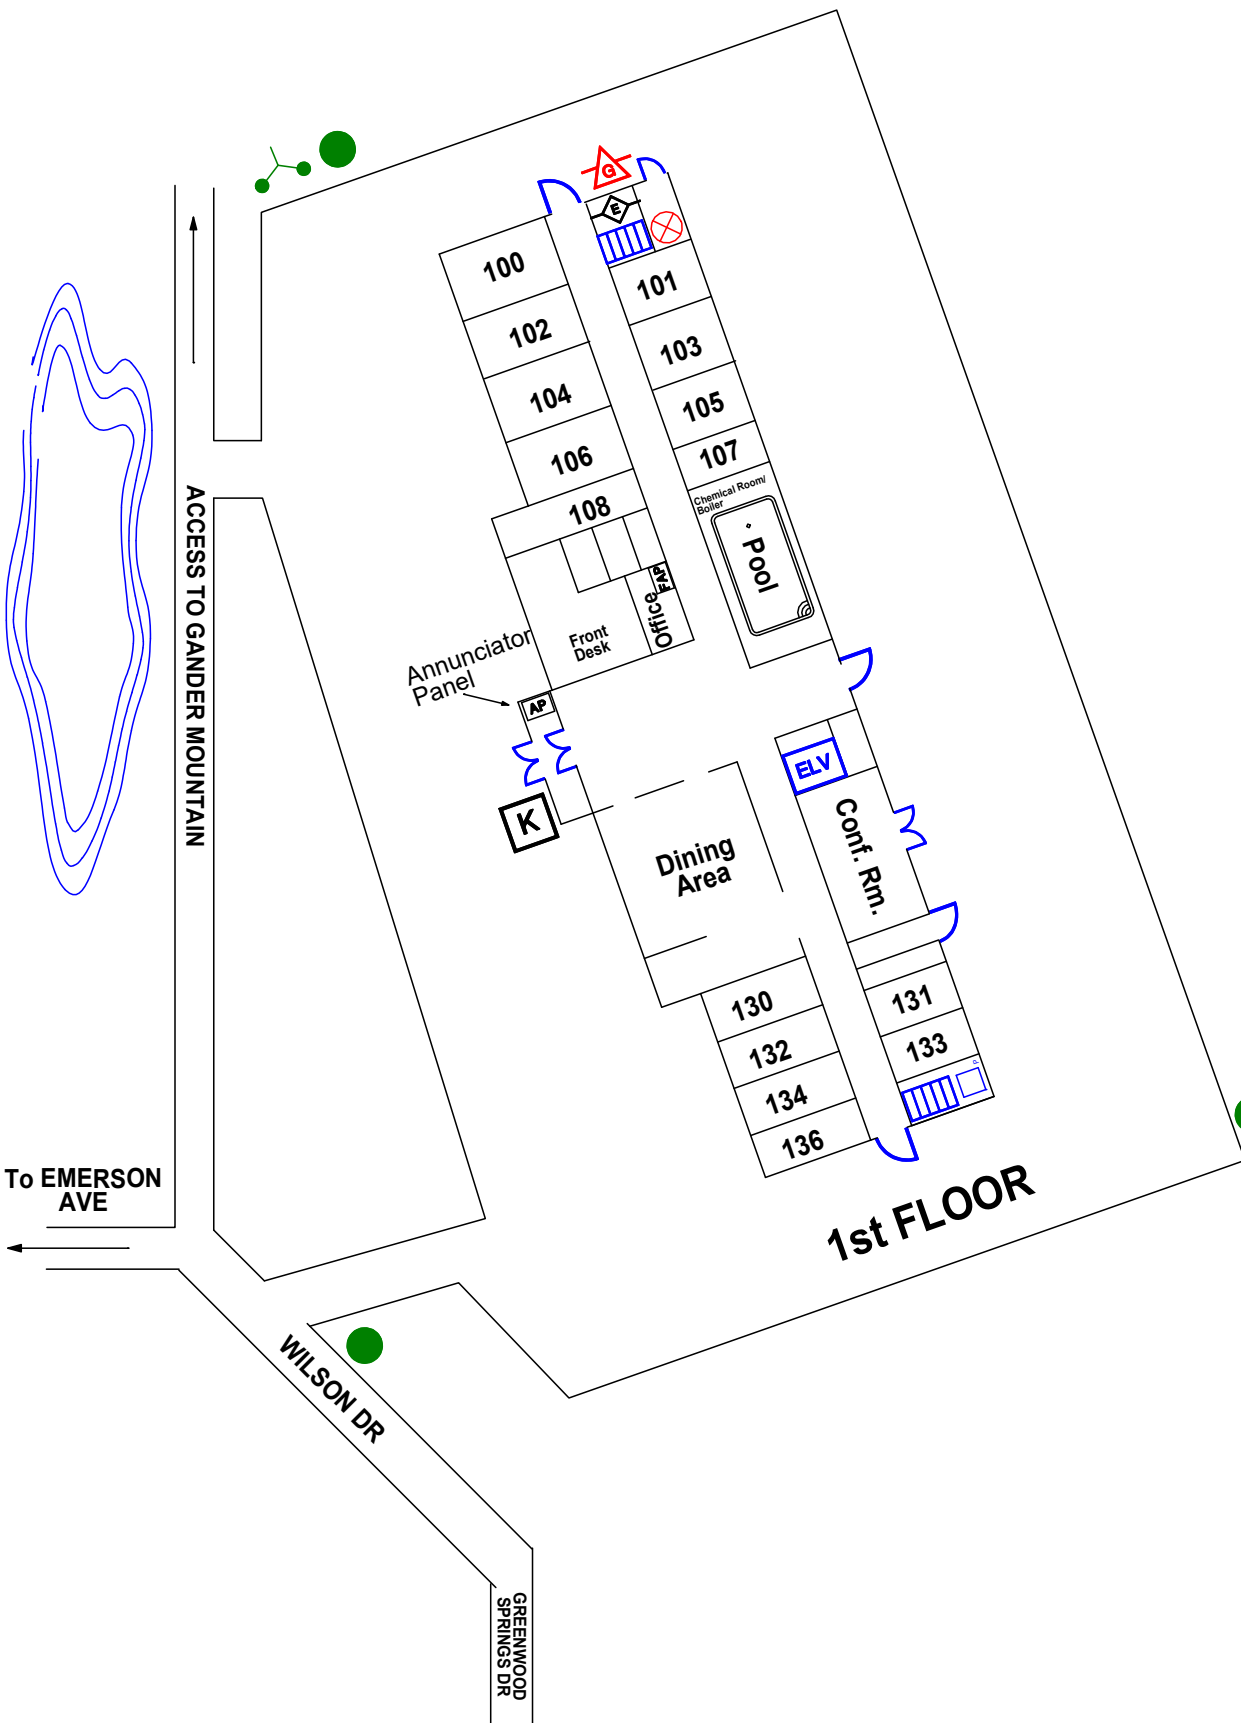 G
E
100
101
102
103
104
105
106
107
108
Chemical Room/
Boiler
Pool
FAP
Office
Front
Desk
Annunciator
Panel
AP
ELV
K
Conf. Rm.
Dining
Area
130
131
132
133
P
134
136
1st FLOOR
ACCESS TO GANDER MOUNTAIN
To EMERSON
AVE
WILSON DR
GREENWOOD
SPRINGS DR